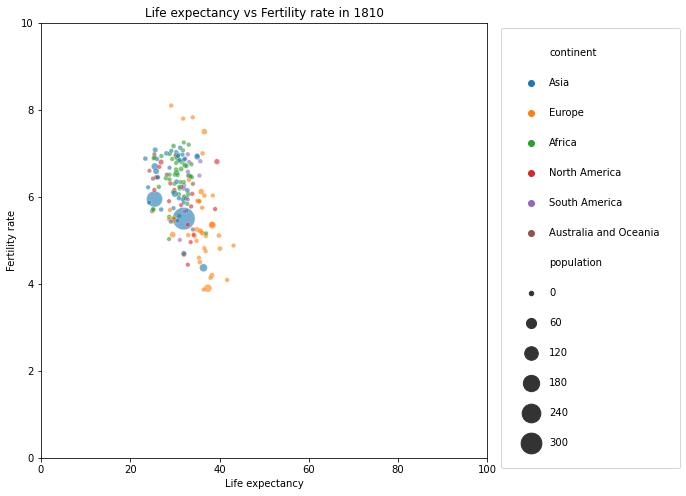 Life expectancy vs Fertility rate in 1810
10
8
6
4
2
0
Fertility rate
0 20 40 60 80 100
Life expectancy
continent
Asia
Europe
Africa
North America
South America
Australia and Oceania
population
0
60
120
180
240
300